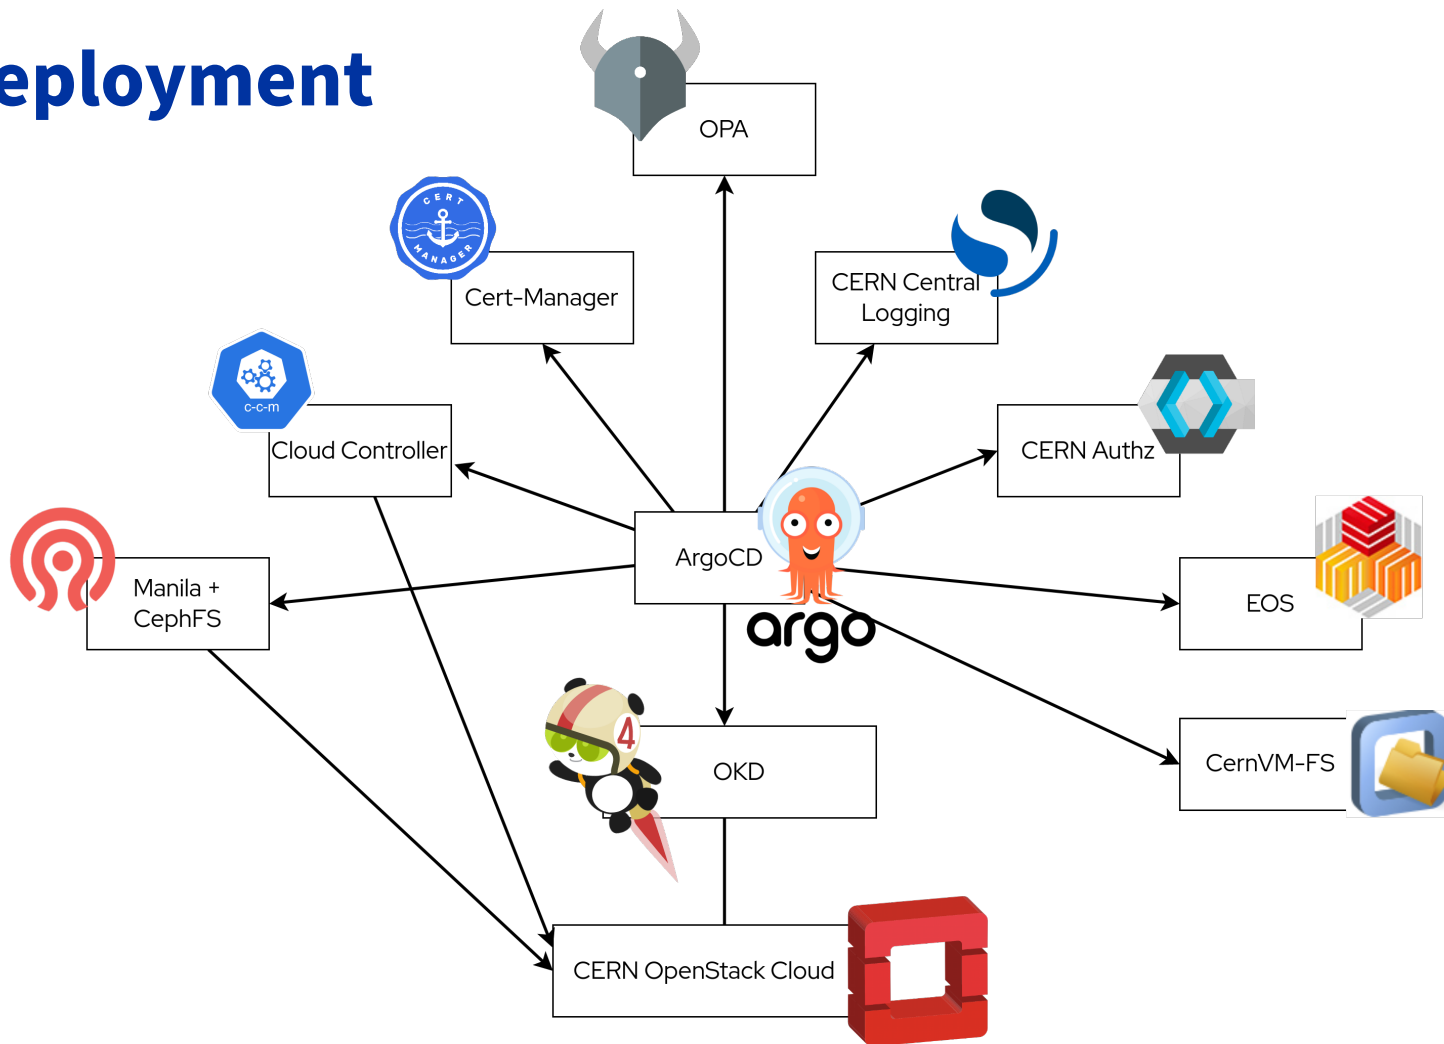 eployment
OPA
CERT
MANAGER
Cert-Manager
CERN Central
Logging
c-c-m
Cloud Controller
CERN Authz
Manila +
CephFS
ArgoCD
argo
EOS
4
OKD
CernVM-FS
CERN OpenStack Cloud